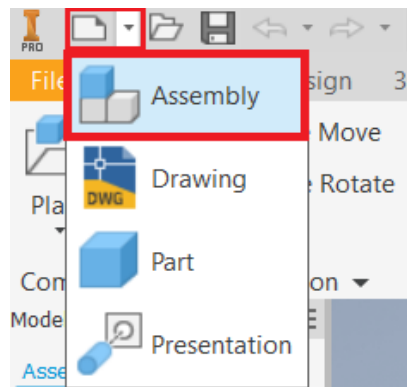 PRO
File
sign 3
Assembly
Move
Drawing
DWG
Rotate
Pla
Part
Com
on
Mode
Presentation
Asse